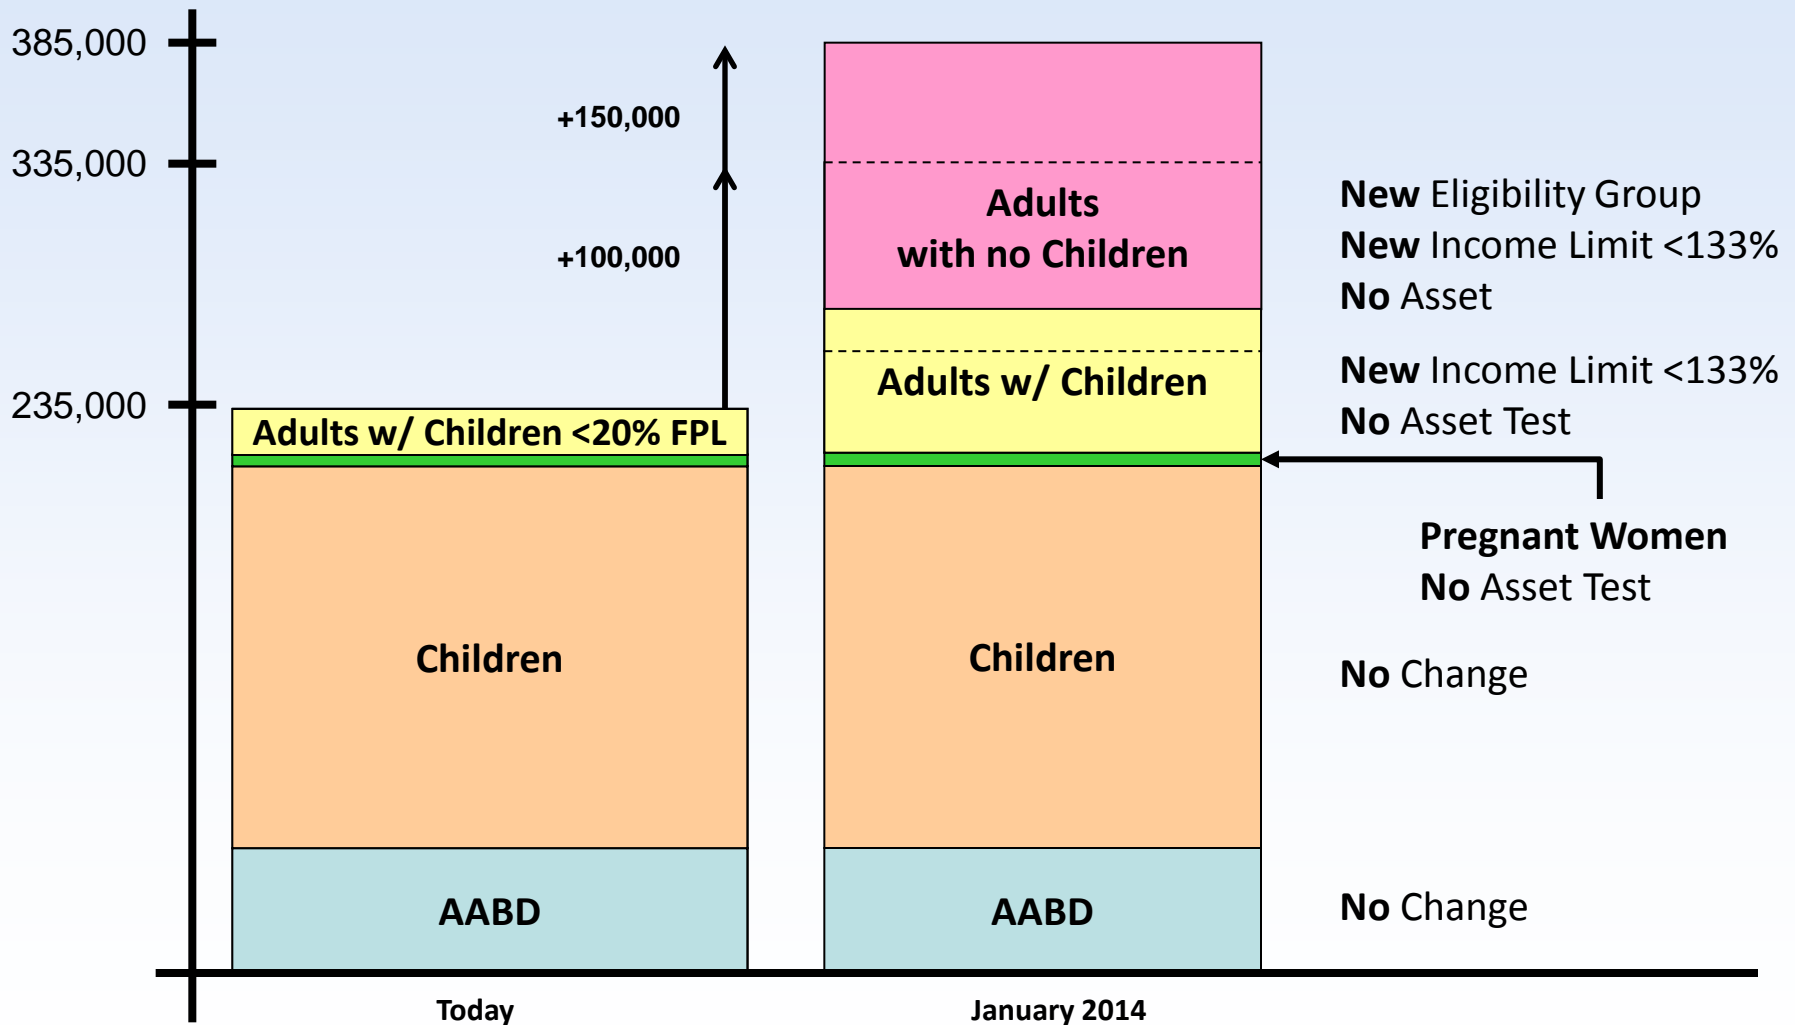 385,000
+150,000
335,000
+100,000
235,000
Adults w/ Children <20% FPL
Children
AABD
Today
Adults
with no Children
Adults w/ Children
Children
AABD
January 2014
New Eligibility Group
New Income Limit <133%
No Asset
New Income Limit <133%
No Asset Test
Pregnant Women
No Asset Test
No Change
No Change